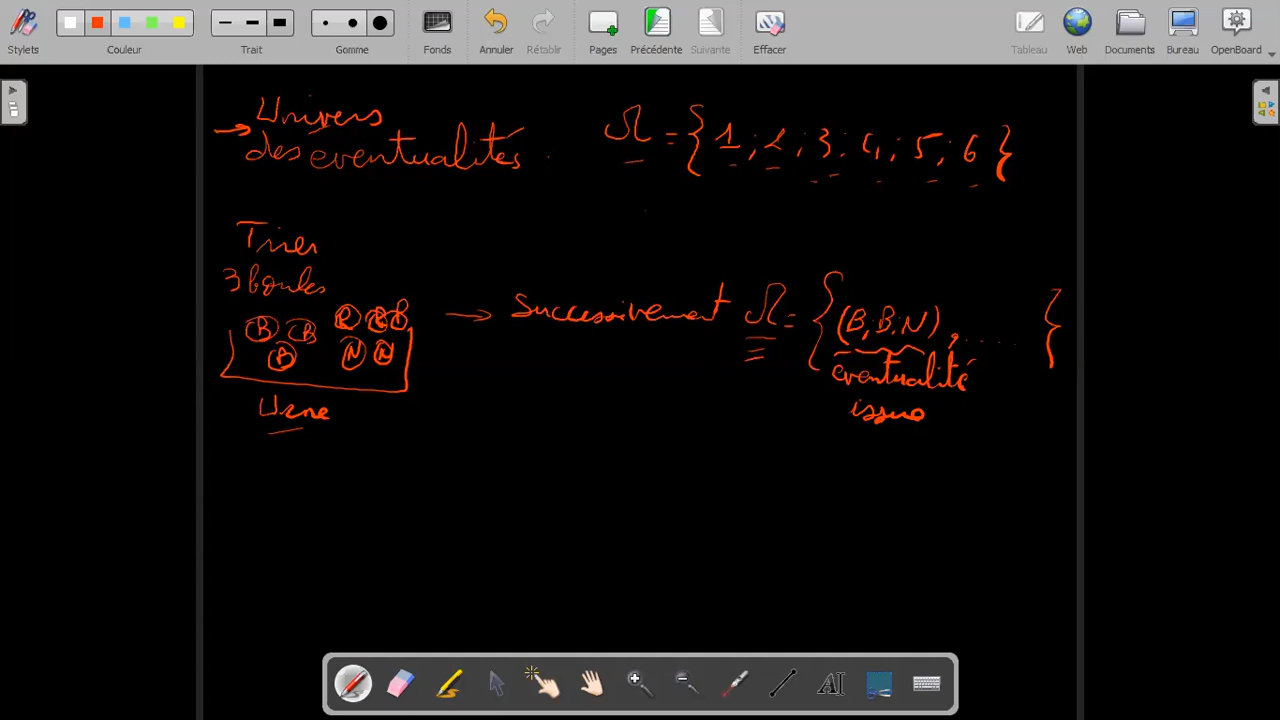 Stylets Couleur Trait Gomme Fonds Annuler Rétablir Pages Précédente Suivante Effacer Tableau Web Documents Bureau OpenBoard
→ Univers
des eventualités
Ω = {1 ; 2 ; 3 ; 4 ; 5 ; 6}
Tirer
3 boules
B B B N N
Urne
→ Successivement Ω = {(B, B, N), ..... }
eventualité
issue